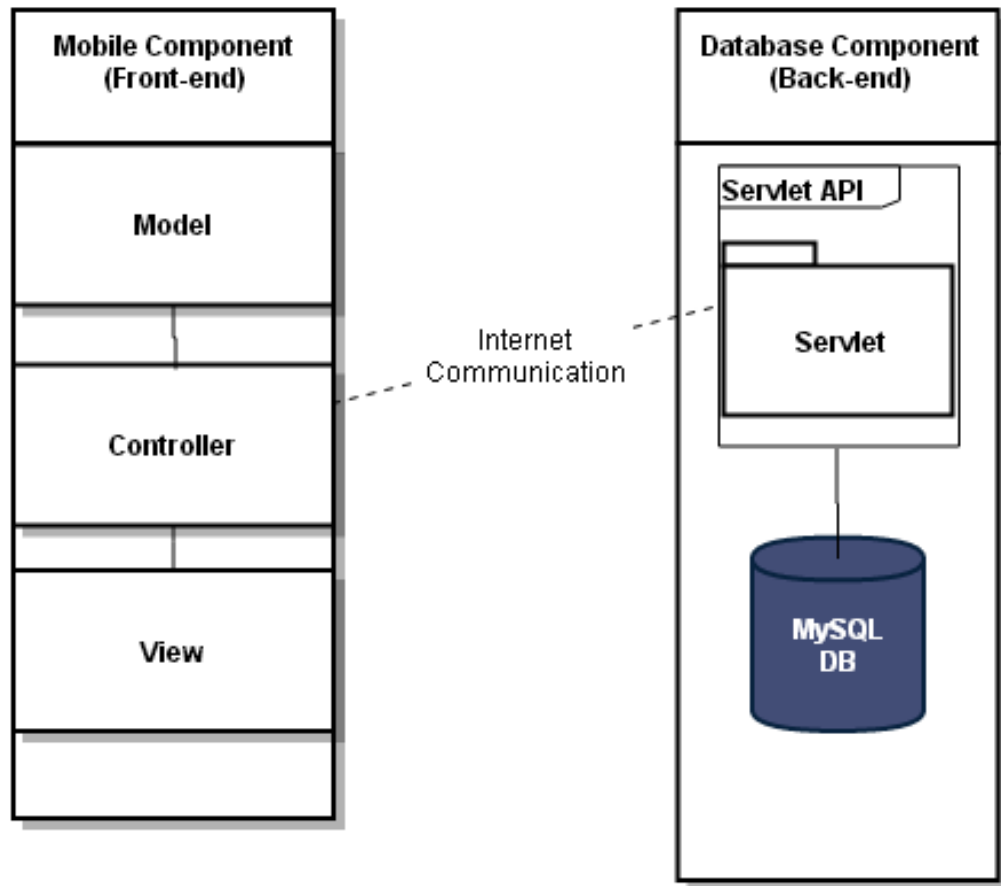 Mobile Component
(Front-end)
Model
Controller
View
Internet
Communication
Database Component
(Back-end)
Servlet API
Servlet
MySQL
DB